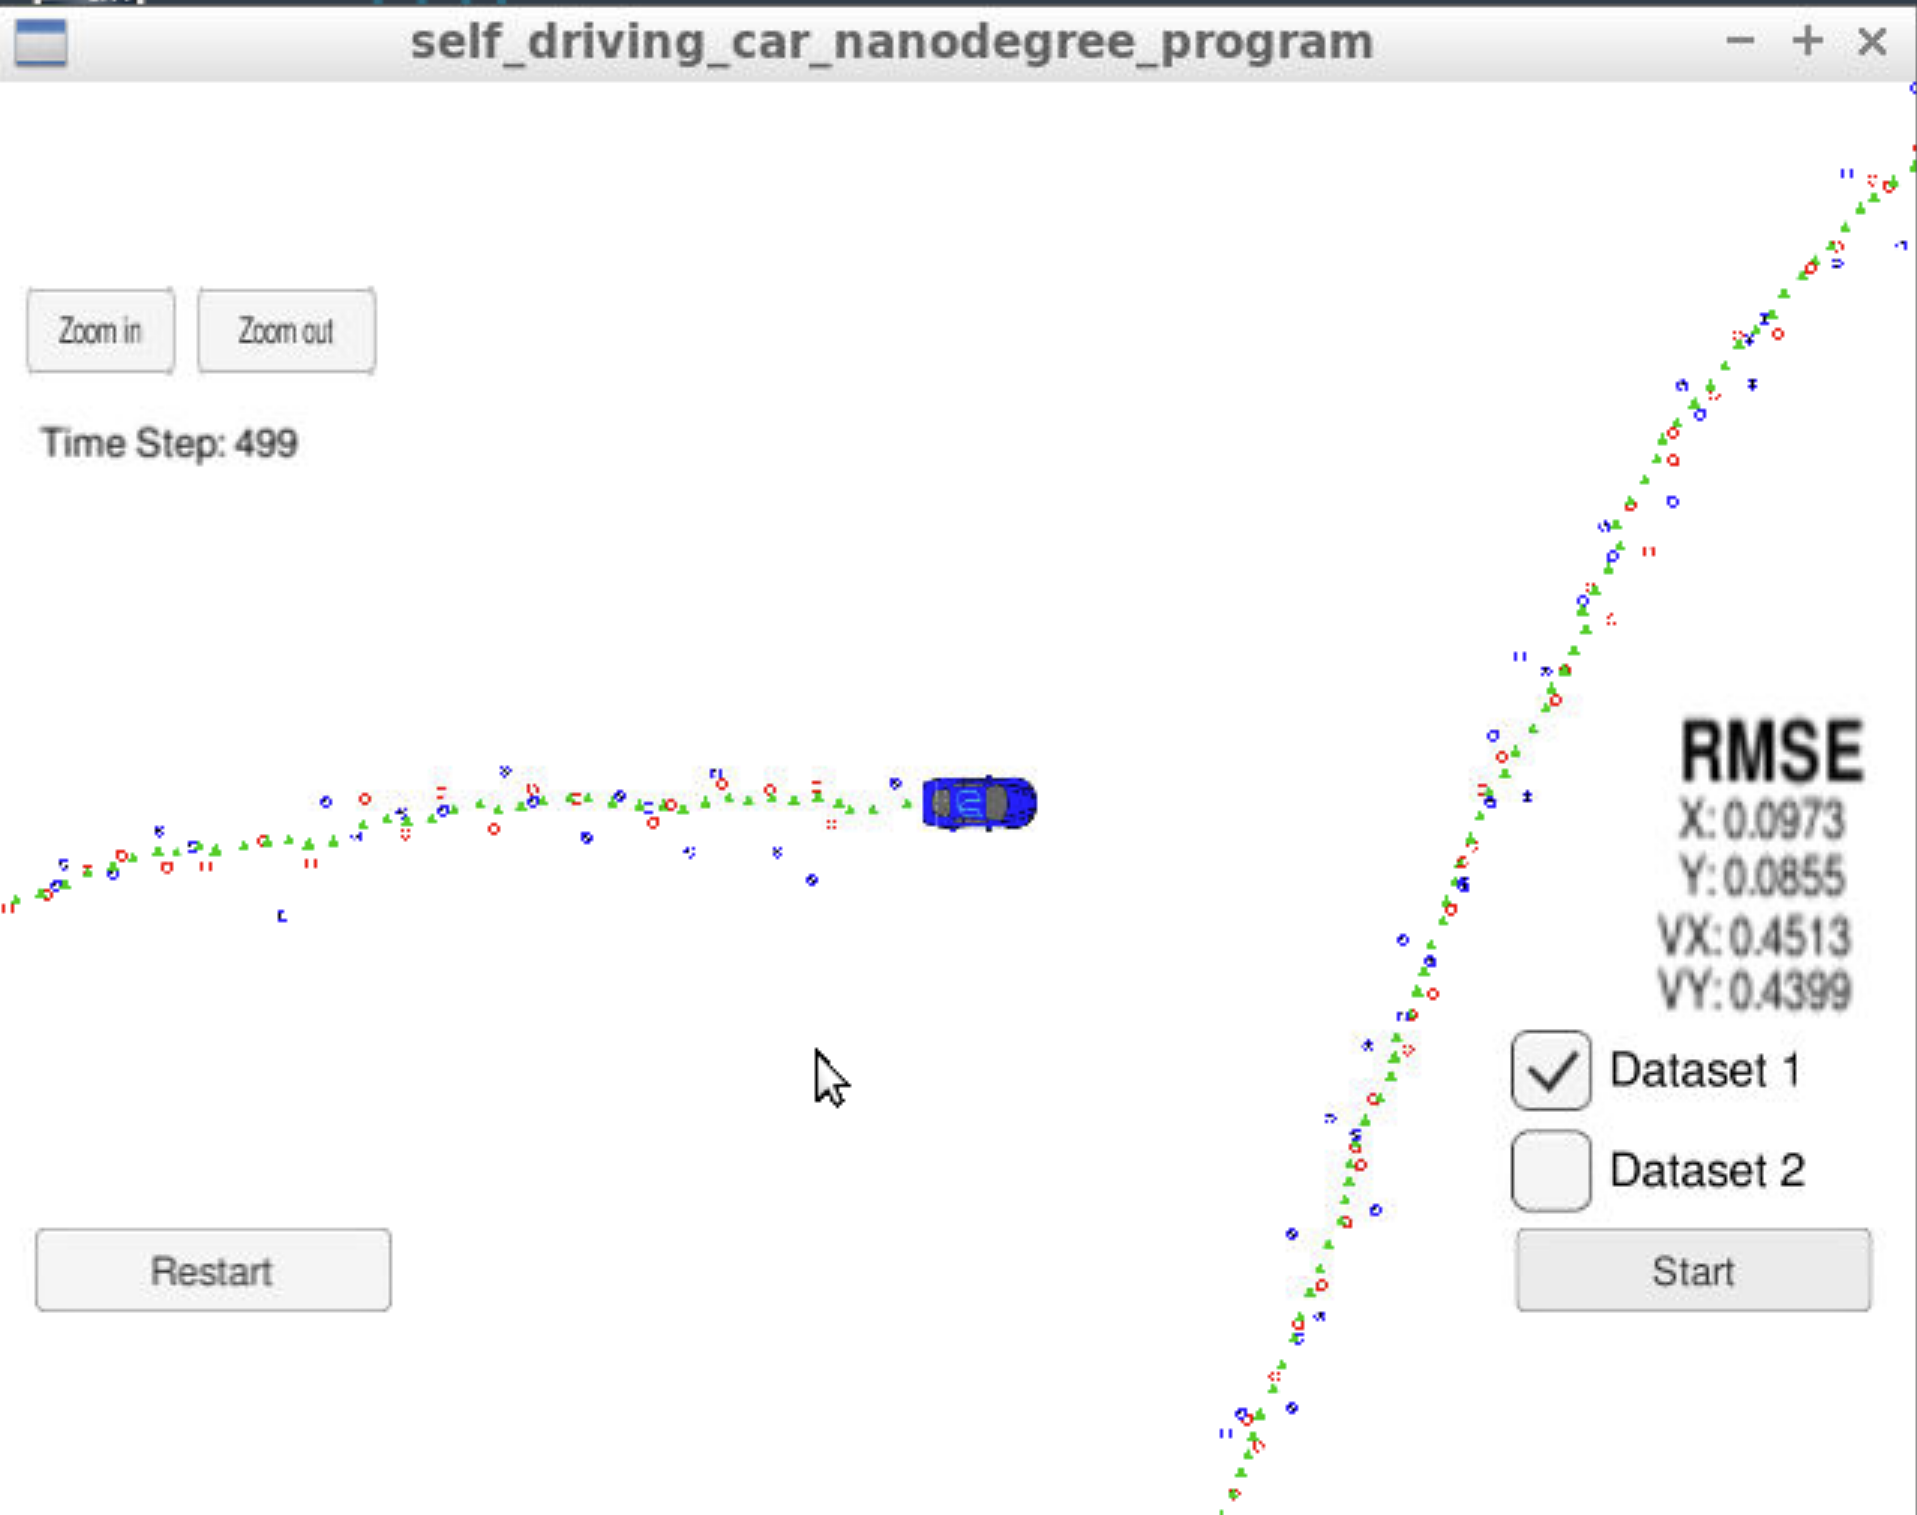 self_driving_car_nanodegree_program
Zoom in
Zoom out
Time Step: 499
RMSE
X: 0.0973
Y: 0.0855
VX: 0.4513
VY: 0.4399
Dataset 1
Dataset 2
Restart
Start